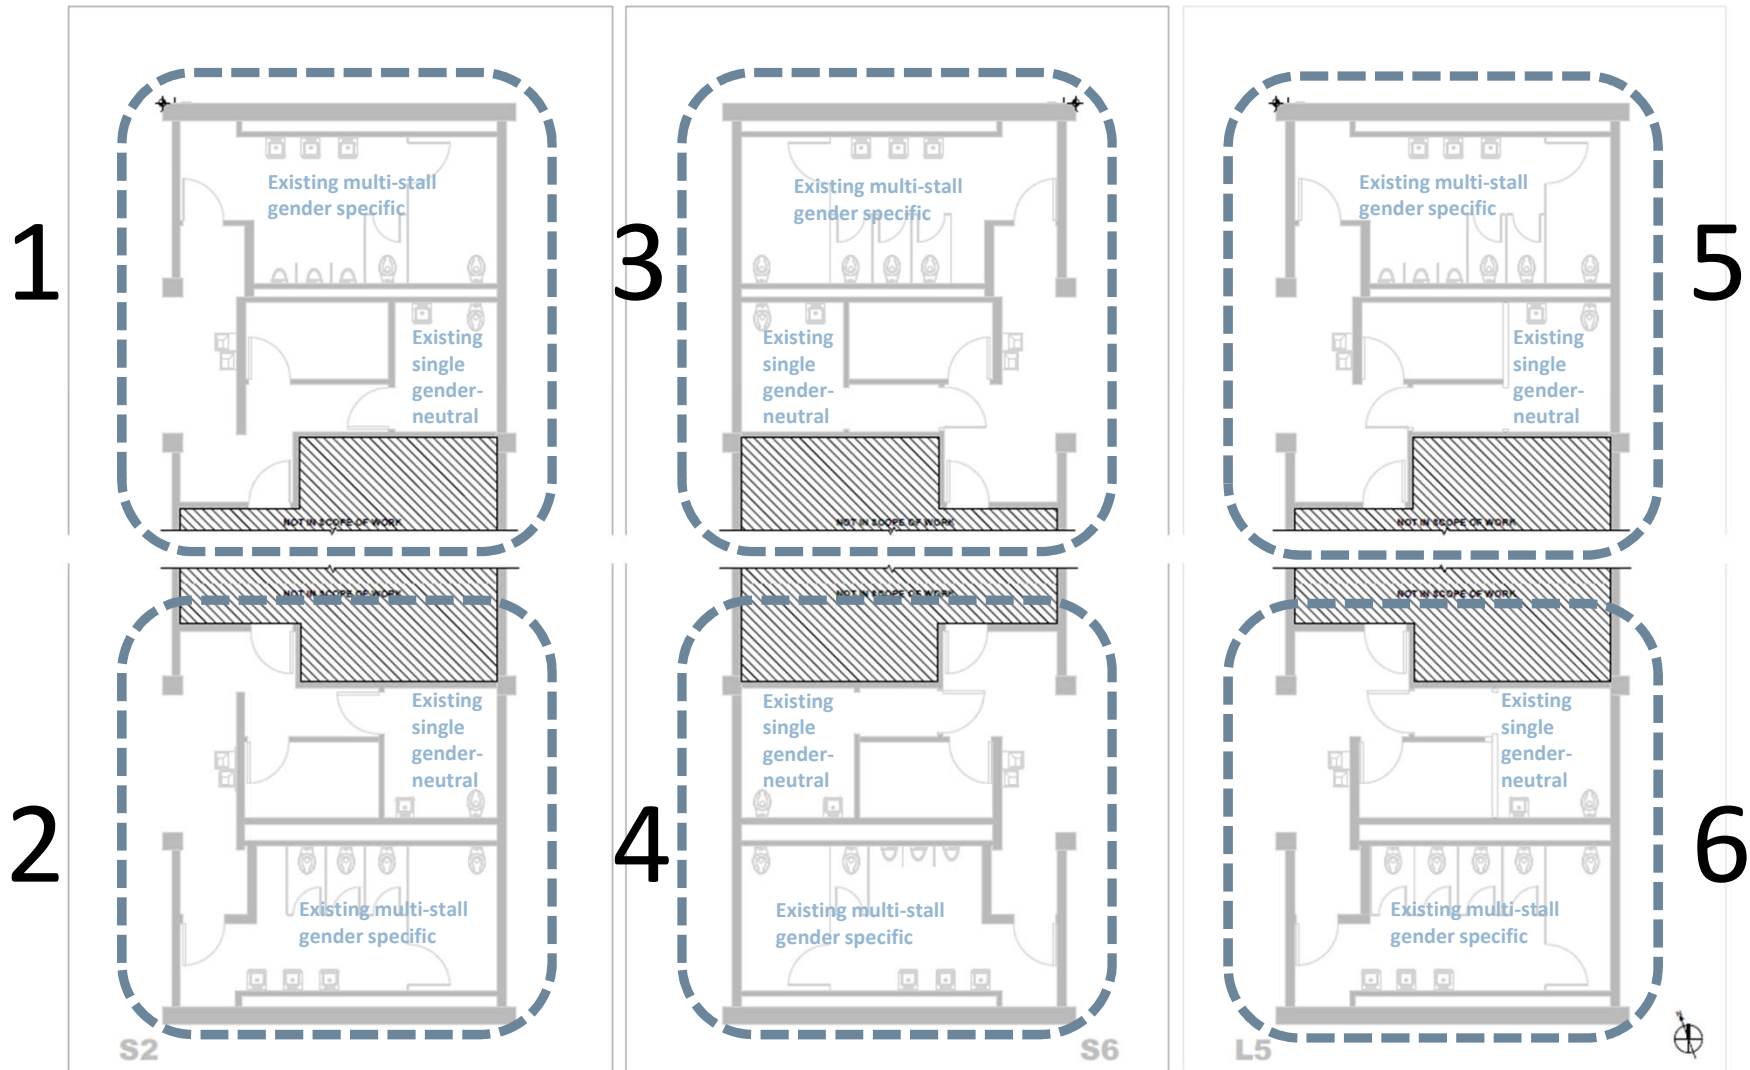 1
Existing multi-stall
gender specific
Existing
single
gender-
neutral
NOT IN SCOPE OF WORK
3
Existing multi-stall
gender specific
Existing
single
gender-
neutral
NOT IN SCOPE OF WORK
5
Existing multi-stall
gender specific
Existing
single
gender-
neutral
NOT IN SCOPE OF WORK
2
NOT IN SCOPE OF WORK
Existing
single
gender-
neutral
Existing multi-stall
gender specific
S2
4
NOT IN SCOPE OF WORK
Existing
single
gender-
neutral
Existing multi-stall
gender specific
S6
6
NOT IN SCOPE OF WORK
Existing
single
gender-
neutral
Existing multi-stall
gender specific
L5